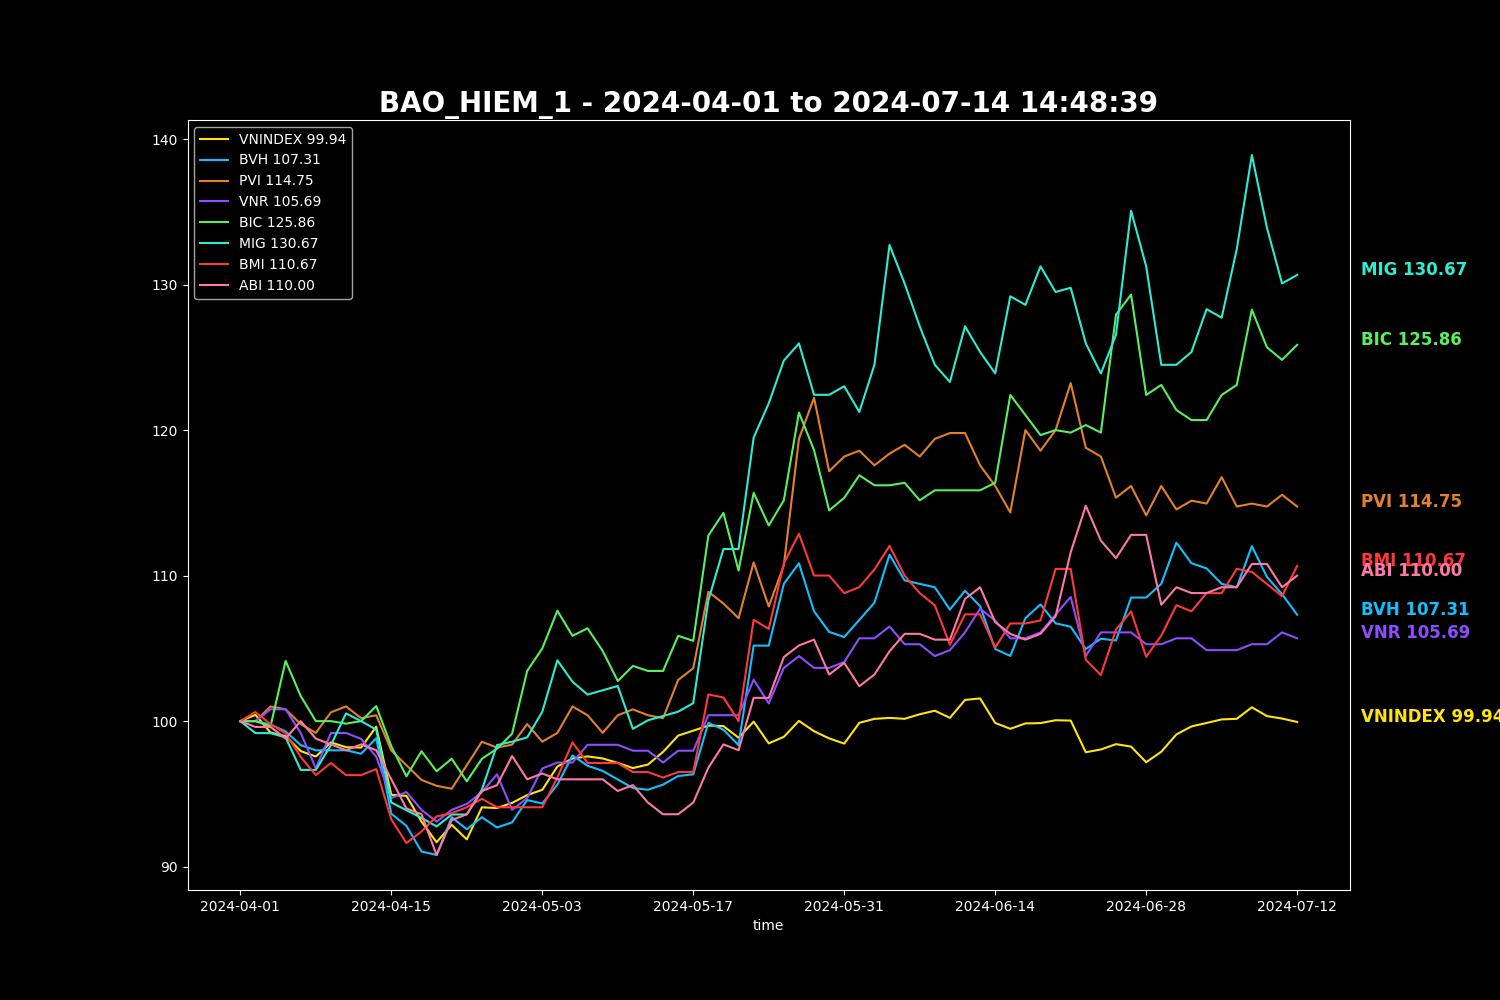 BAO_HIEM_1 - 2024-04-01 to 2024-07-14 14:48:39
VNINDEX 99.94
BVH 107.31
PVI 114.75
VNR 105.69
BIC 125.86
MIG 130.67
BMI 110.67
ABI 110.00
140
130
120
110
100
90
MIG 130.67
BIC 125.86
PVI 114.75
BMI 110.67
ABI 110.00
BVH 107.31
VNR 105.69
VNINDEX 99.94
2024-04-01 2024-04-15 2024-05-03 2024-05-17 2024-05-31 2024-06-14 2024-06-28 2024-07-12
time